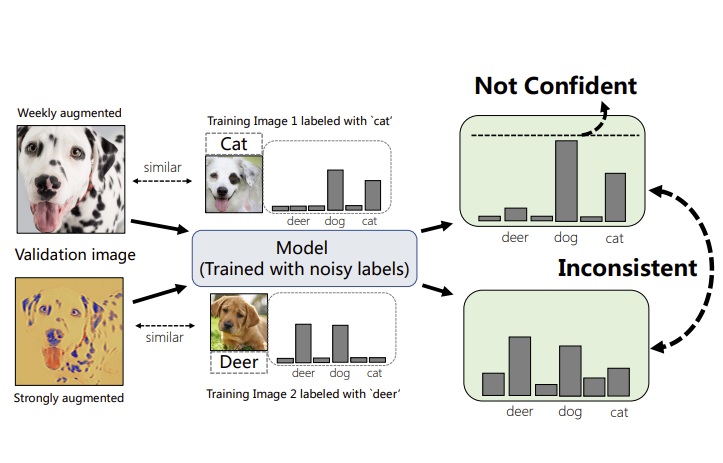 Not Confident
Weekly augmented
Training Image 1 labeled with `cat’
Cat
similar
deer dog cat
deer dog cat
Validation image
Model
(Trained with noisy labels)
Inconsistent
similar
Deer
deer dog cat
deer dog cat
Strongly augmented
Training Image 2 labeled with `deer’